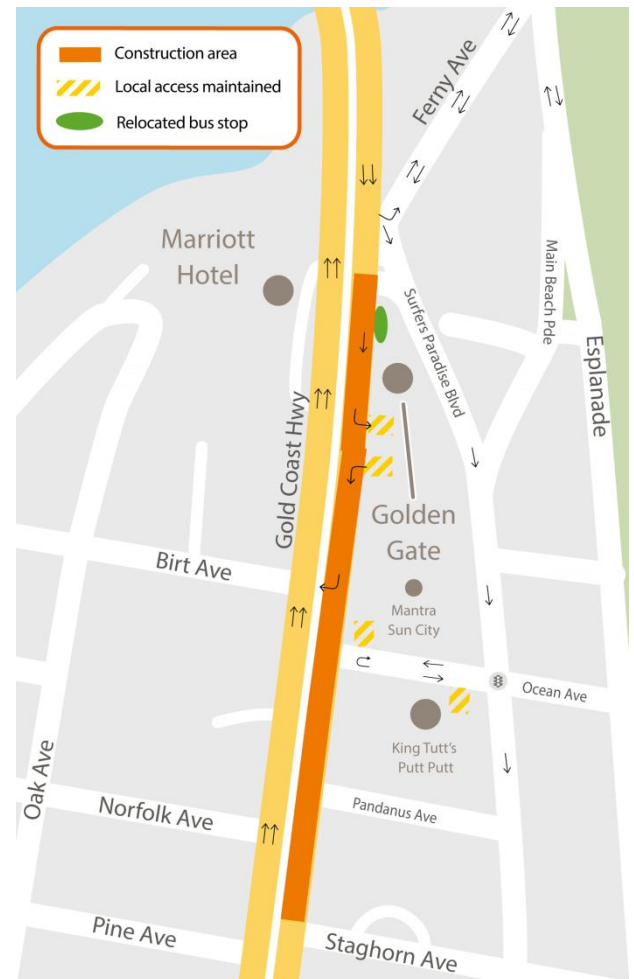 Construction area
Local access maintained
Relocated bus stop
Ferny Ave
Marriott
Hotel
Main Beach Pde
Surfers Paradise Blvd
Esplanade
Gold Coast Hwy
Golden
Gate
Birt Ave
Mantra
Sun City
Ocean Ave
King Tutt's
Putt Putt
Oak Ave
Norfolk Ave
Pandanus Ave
Pine Ave
Staghorn Ave